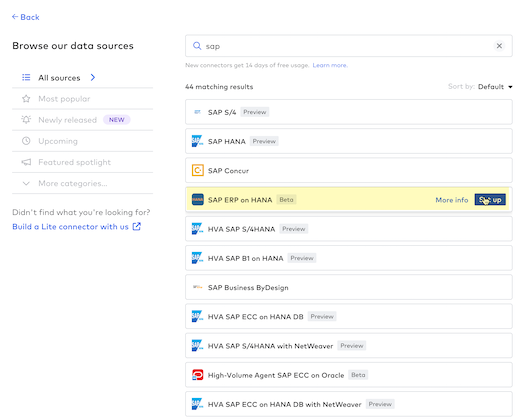 ← Back
Browse our data sources
All sources
Most popular
Newly released NEW
Upcoming
Featured spotlight
More categories...
Didn't find what you're looking for?
Build a Lite connector with us
sap
New connectors get 14 days of free usage. Learn more.
44 matching results
Sort by: Default
SAP S/4 Preview
SAP HANA Preview
SAP Concur
SAP ERP on HANA Beta More info Set up
HVA SAP S/4HANA Preview
HVA SAP B1 on HANA Preview
SAP Business ByDesign
HVA SAP ECC on HANA DB Preview
HVA SAP S/4HANA with NetWeaver Preview
High-Volume Agent SAP ECC on Oracle Beta
HVA SAP ECC on HANA DB with NetWeaver Preview